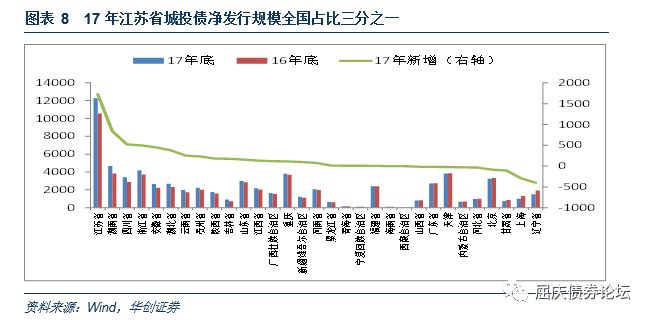 图表 8 17 年江苏省城投债净发行规模全国占比三分之一
17年底 16年底 17年新增（右轴）
14000
12000
10000
8000
6000
4000
2000
0
2000
1500
1000
500
0
-500
-1000
江苏省
湖南省
四川省
浙江省
安徽省
湖北省
云南省
贵州省
陕西省
吉林省
山东省
江西省
广西壮族自治区
重庆
新疆维吾尔自治区
河南省
黑龙江省
青海省
宁夏回族自治区
福建省
海南省
西藏自治区
山西省
广东省
天津
内蒙古自治区
河北省
北京
甘肃省
上海
辽宁省
资料来源：Wind，华创证券
屈庆债券论坛